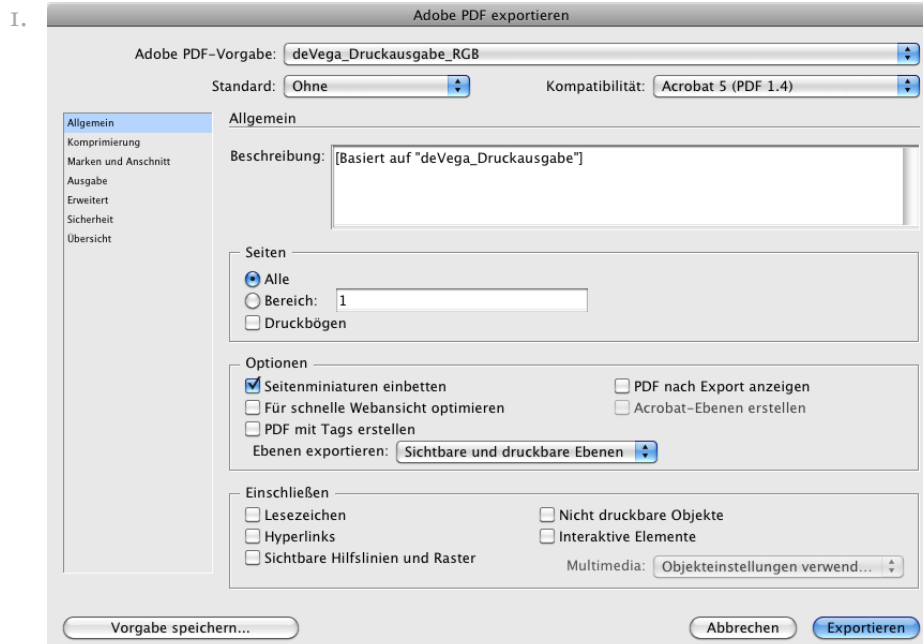 I.
Adobe PDF exportieren
Adobe PDF-Vorgabe: deVega_Druckausgabe_RGB
Standard: Ohne Kompatibilität: Acrobat 5 (PDF 1.4)
Allgemein
Komprimierung
Marken und Anschnitt
Ausgabe
Erweitert
Sicherheit
Übersicht
Allgemein
Beschreibung: [Basiert auf "deVega_Druckausgabe"]
Seiten
Alle
Bereich: 1
Druckbögen
Optionen
Seitenminiaturen einbetten PDF nach Export anzeigen
Für schnelle Webansicht optimieren Acrobat-Ebenen erstellen
PDF mit Tags erstellen
Ebenen exportieren: Sichtbare und druckbare Ebenen
Einschließen
Lesezeichen Nicht druckbare Objekte
Hyperlinks Interaktive Elemente
Sichtbare Hilfslinien und Raster
Multimedia: Objekteinstellungen verwend...
Vorgabe speichern... Abbrechen Exportieren